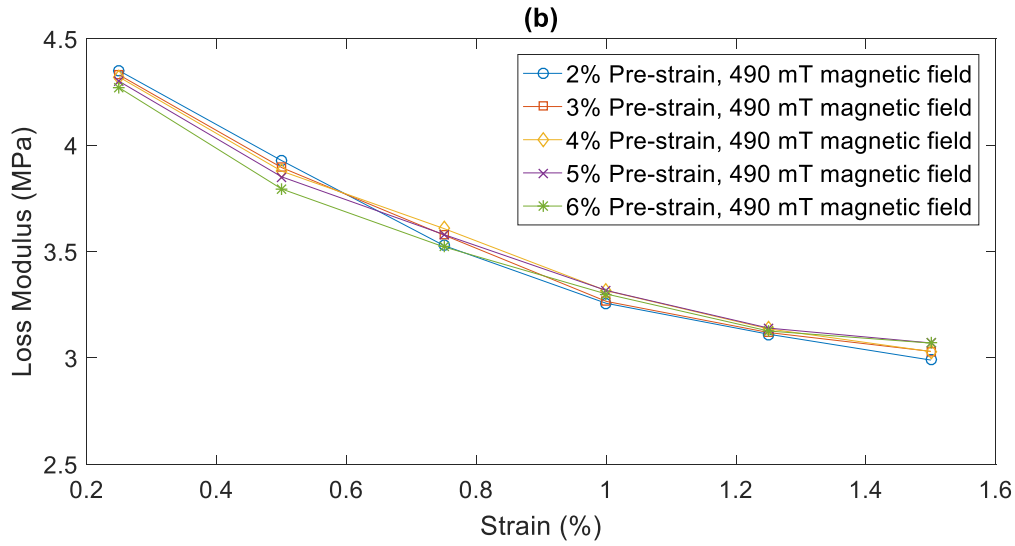 (b)
4.5
4
3.5
3
2.5
Loss Modulus (MPa)
2% Pre-strain, 490 mT magnetic field
3% Pre-strain, 490 mT magnetic field
4% Pre-strain, 490 mT magnetic field
5% Pre-strain, 490 mT magnetic field
6% Pre-strain, 490 mT magnetic field
0.2 0.4 0.6 0.8 1 1.2 1.4 1.6
Strain (%)